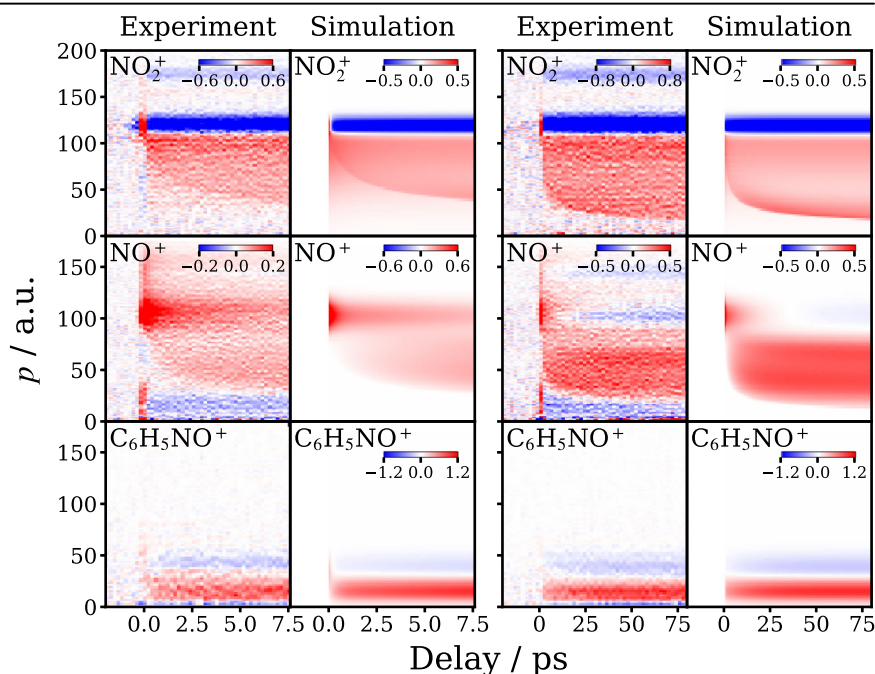 Experiment Simulation Experiment Simulation
200
150
100
50
0
NO₂⁺ −0.6 0.0 0.6
NO₂⁺ −0.5 0.0 0.5
NO₂⁺ −0.8 0.0 0.8
NO₂⁺ −0.5 0.0 0.5
150
100
50
0
NO⁺ −0.2 0.0 0.2
NO⁺ −0.6 0.0 0.6
NO⁺ −0.5 0.0 0.5
NO⁺ −0.5 0.0 0.5
p / a.u.
150
100
50
0
C₆H₅NO⁺
C₆H₅NO⁺ −1.2 0.0 1.2
C₆H₅NO⁺
C₆H₅NO⁺ −1.2 0.0 1.2
0.0 2.5 5.0 7.5 0.0 2.5 5.0 7.5 0 25 50 75 0 25 50 75
Delay / ps